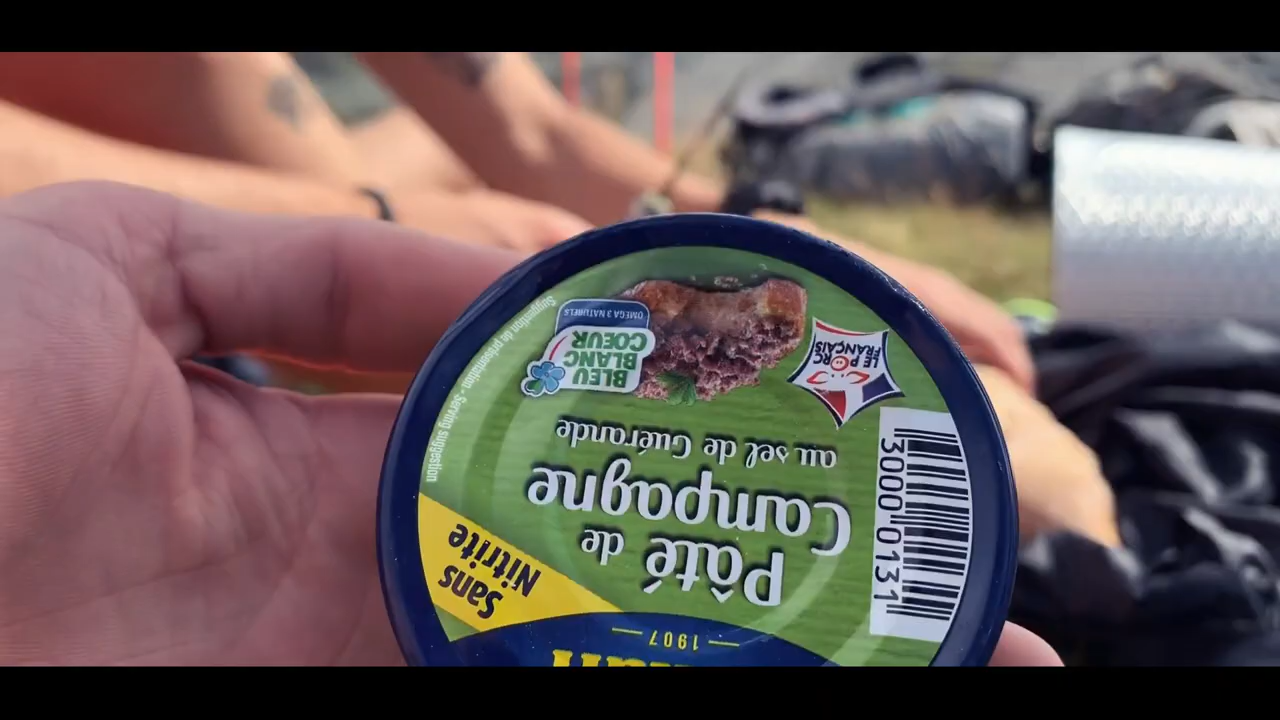 1907
Sans
Nitrite
Pâté de
Campagne
au sel de Guérande
3000"0131
LE PORC
FRANÇAIS
BLEU
BLANC
CŒUR
OMEGA 3 NATURELS
Suggestion de présentation - Serving suggestion